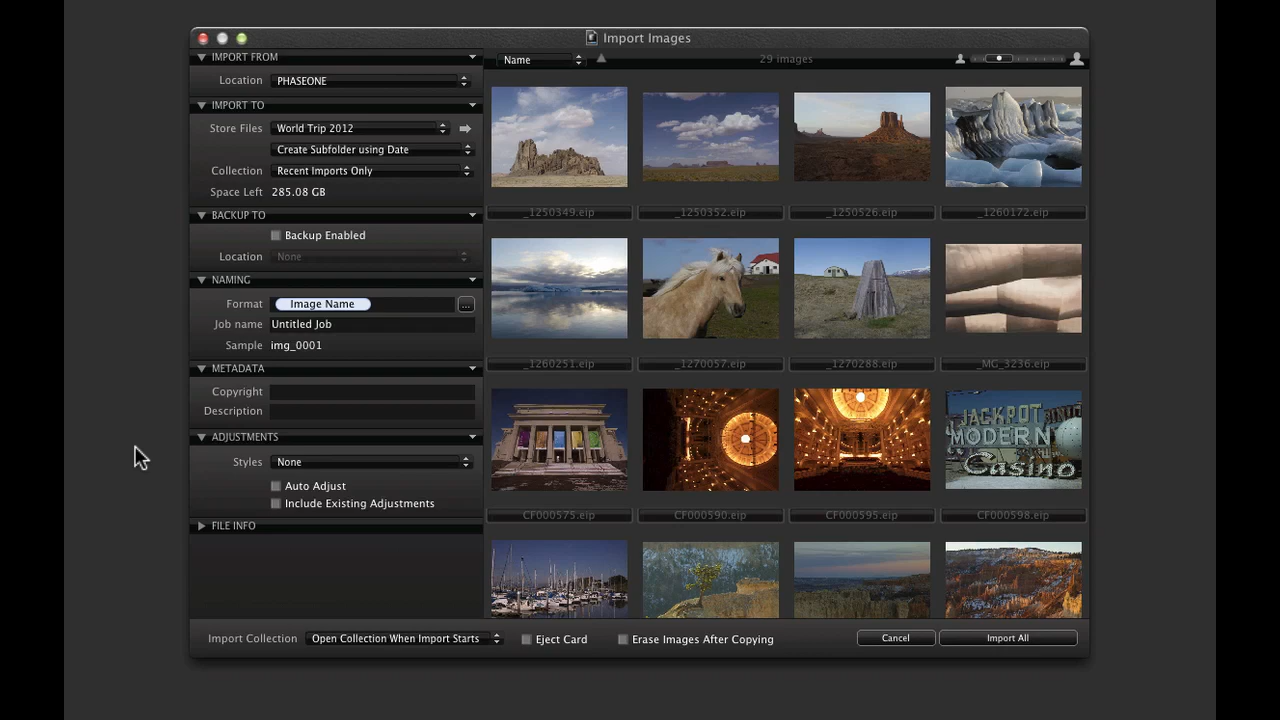 Import Images
IMPORT FROM
Location PHASEONE
IMPORT TO
Store Files World Trip 2012
Create Subfolder using Date
Collection Recent Imports Only
Space Left 285.08 GB
BACKUP TO
Backup Enabled
Location None
NAMING
Format Image Name ...
Job name Untitled Job
Sample img_0001
METADATA
Copyright
Description
ADJUSTMENTS
Styles None
Auto Adjust
Include Existing Adjustments
FILE INFO
Name 29 images
_1250349.eip _1250352.eip _1250526.eip _1260172.eip
_1260251.eip _1270057.eip _1270288.eip _MG_3236.eip
JACKPOT
MODERN
Casino
CF000575.eip CF000590.eip CF000595.eip CF000598.eip
Import Collection Open Collection When Import Starts Eject Card Erase Images After Copying Cancel Import All